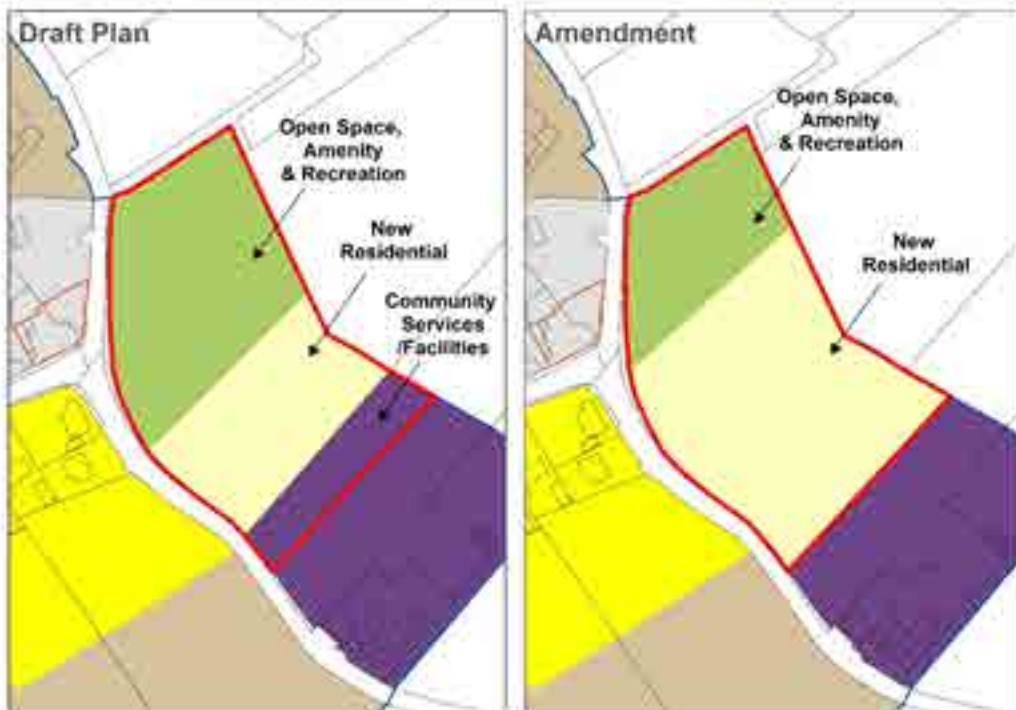 Draft Plan
Open Space,
Amenity
& Recreation
New
Residential
Community
Services
/Facilities
Amendment
Open Space,
Amenity
& Recreation
New
Residential